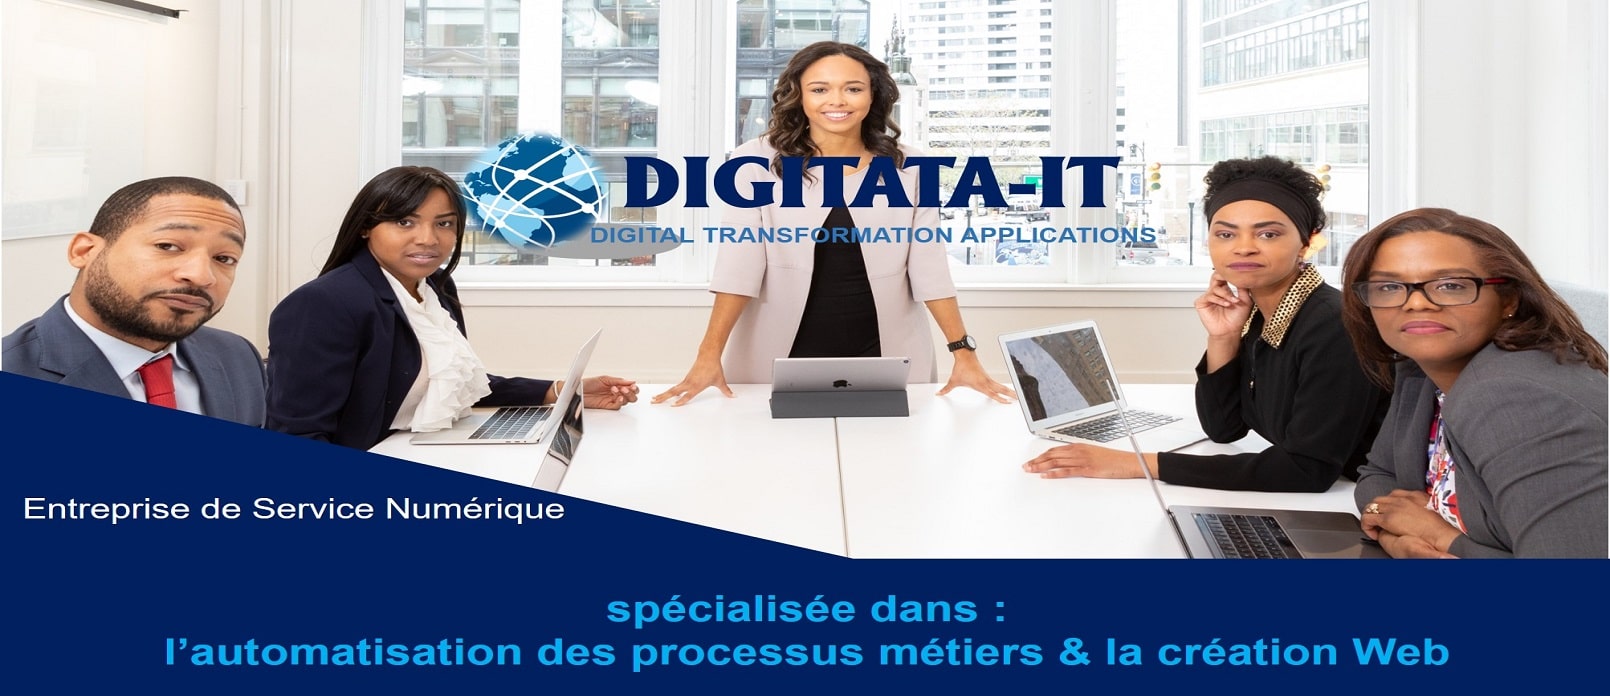 DIGITATA-IT
DIGITAL TRANSFORMATION APPLICATIONS
Entreprise de Service Numérique
spécialisée dans :
l’automatisation des processus métiers & la création Web